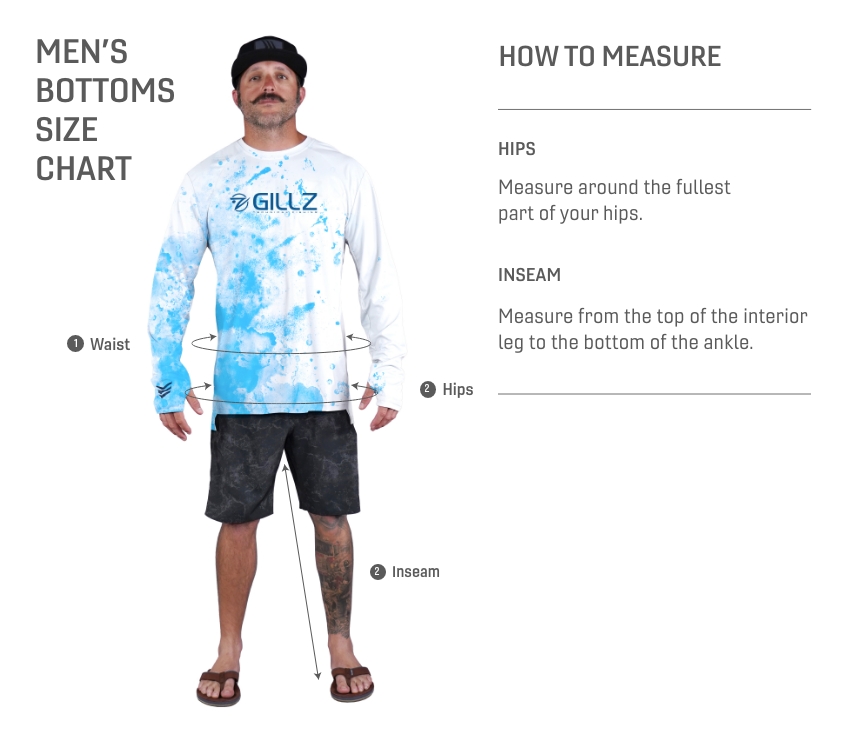 MEN'S
BOTTOMS
SIZE
CHART
GILLZ
1 Waist
2 Hips
2 Inseam
HOW TO MEASURE
HIPS
Measure around the fullest
part of your hips.
INSEAM
Measure from the top of the interior
leg to the bottom of the ankle.